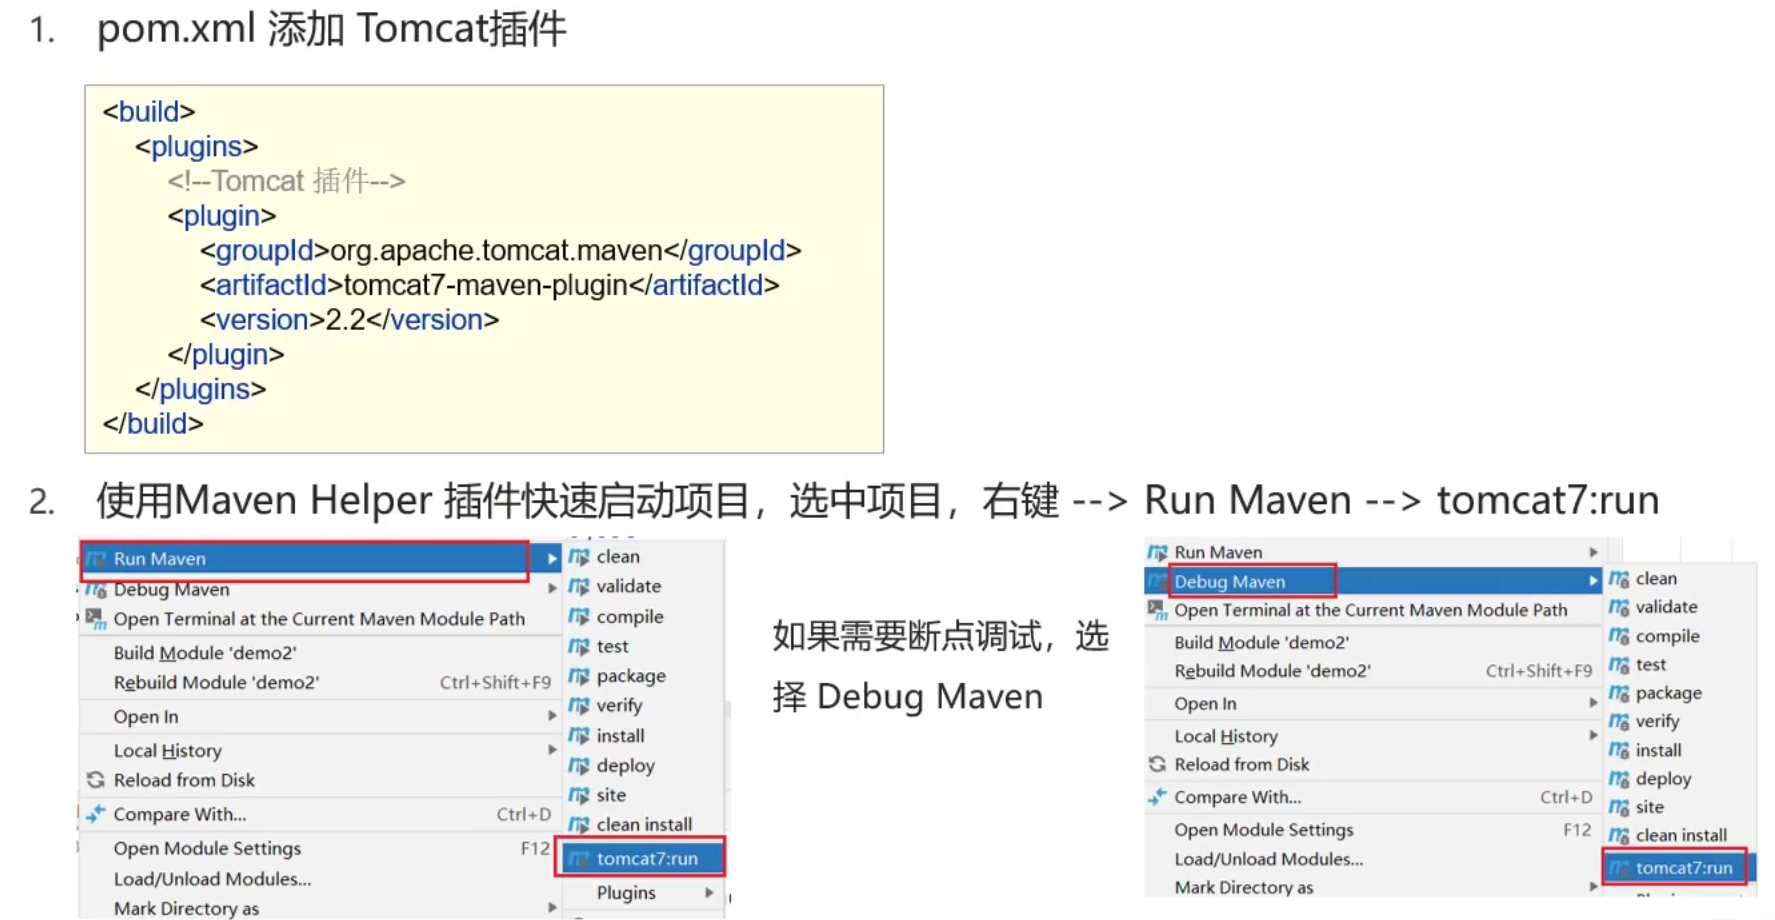 1. pom.xml 添加 Tomcat插件
<build>
<plugins>
<!--Tomcat 插件-->
<plugin>
<groupId>org.apache.tomcat.maven</groupId>
<artifactId>tomcat7-maven-plugin</artifactId>
<version>2.2</version>
</plugin>
</plugins>
</build>
2. 使用Maven Helper 插件快速启动项目，选中项目，右键 --> Run Maven --> tomcat7:run
Run Maven
Debug Maven
Open Terminal at the Current Maven Module Path
Build Module 'demo2'
Rebuild Module 'demo2' Ctrl+Shift+F9
Open In
Local History
Reload from Disk
Compare With... Ctrl+D
Open Module Settings F12
Load/Unload Modules...
Mark Directory as
clean
validate
compile
test
package
verify
install
deploy
site
clean install
tomcat7:run
Plugins
如果需要断点调试，选
择 Debug Maven
Run Maven
Debug Maven
Open Terminal at the Current Maven Module Path
Build Module 'demo2'
Rebuild Module 'demo2' Ctrl+Shift+F9
Open In
Local History
Reload from Disk
Compare With... Ctrl+D
Open Module Settings F12
Load/Unload Modules...
Mark Directory as
clean
validate
compile
test
package
verify
install
deploy
site
clean install
tomcat7:run